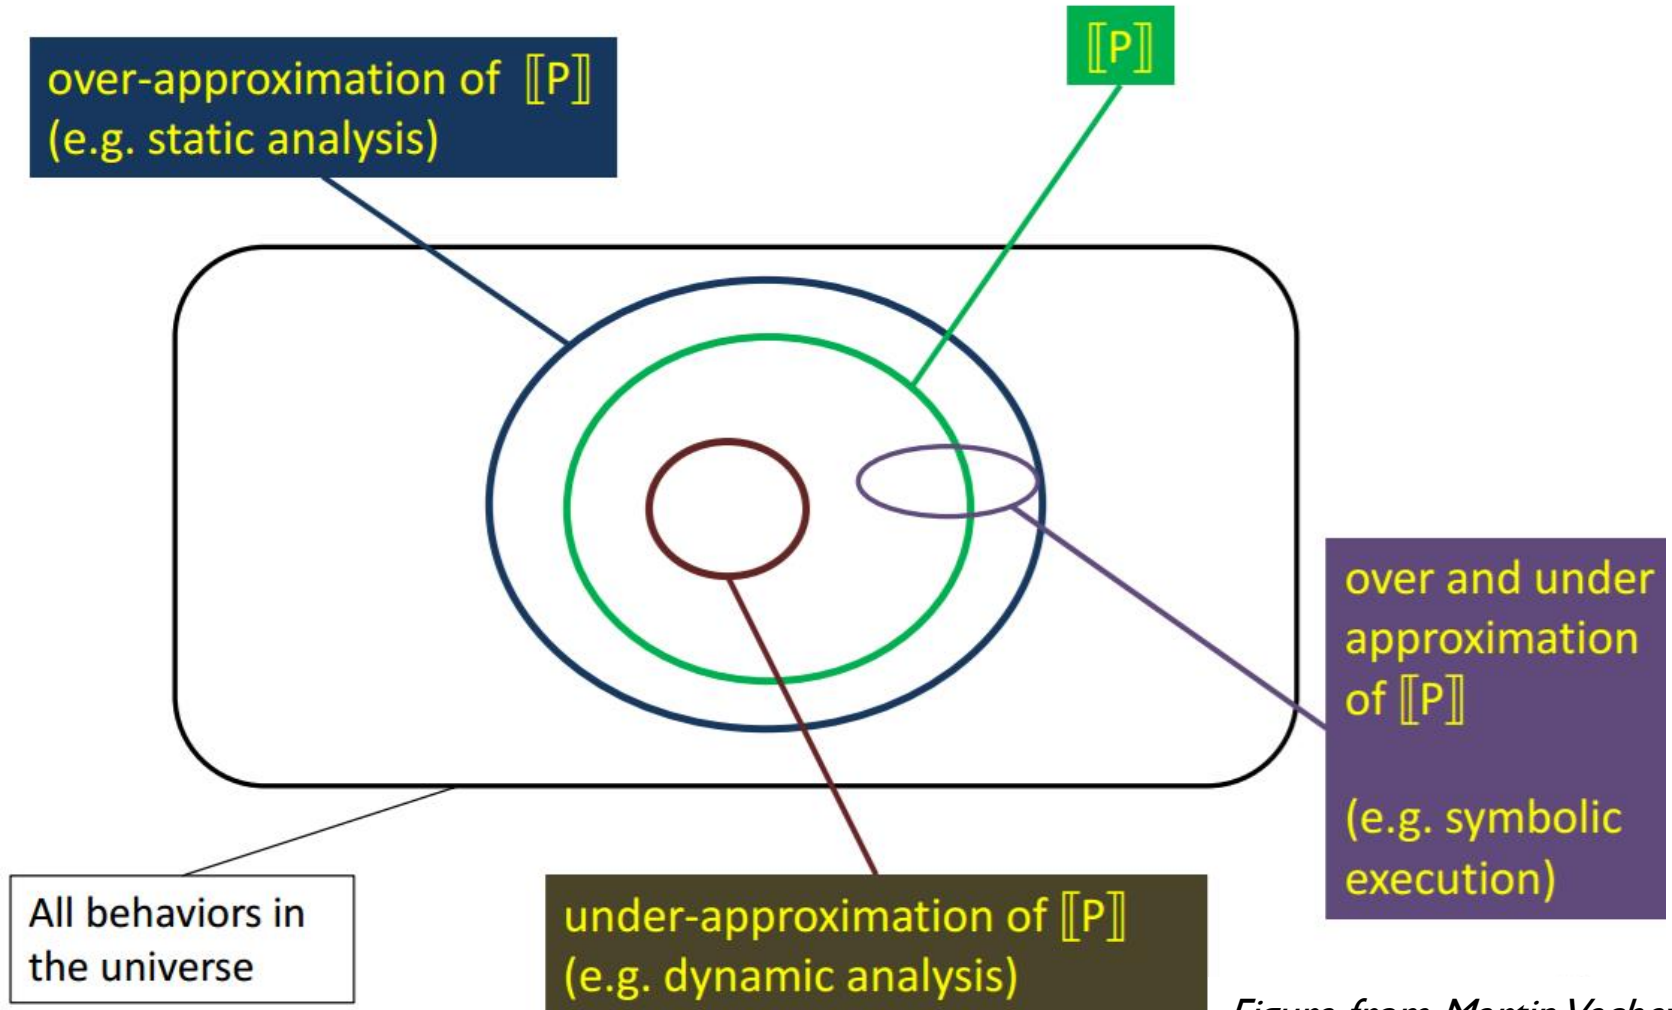 over-approximation of ⟦P⟧
(e.g. static analysis)
⟦P⟧
over and under
approximation
of ⟦P⟧
(e.g. symbolic
execution)
All behaviors in
the universe
under-approximation of ⟦P⟧
(e.g. dynamic analysis)
Figure from Martin